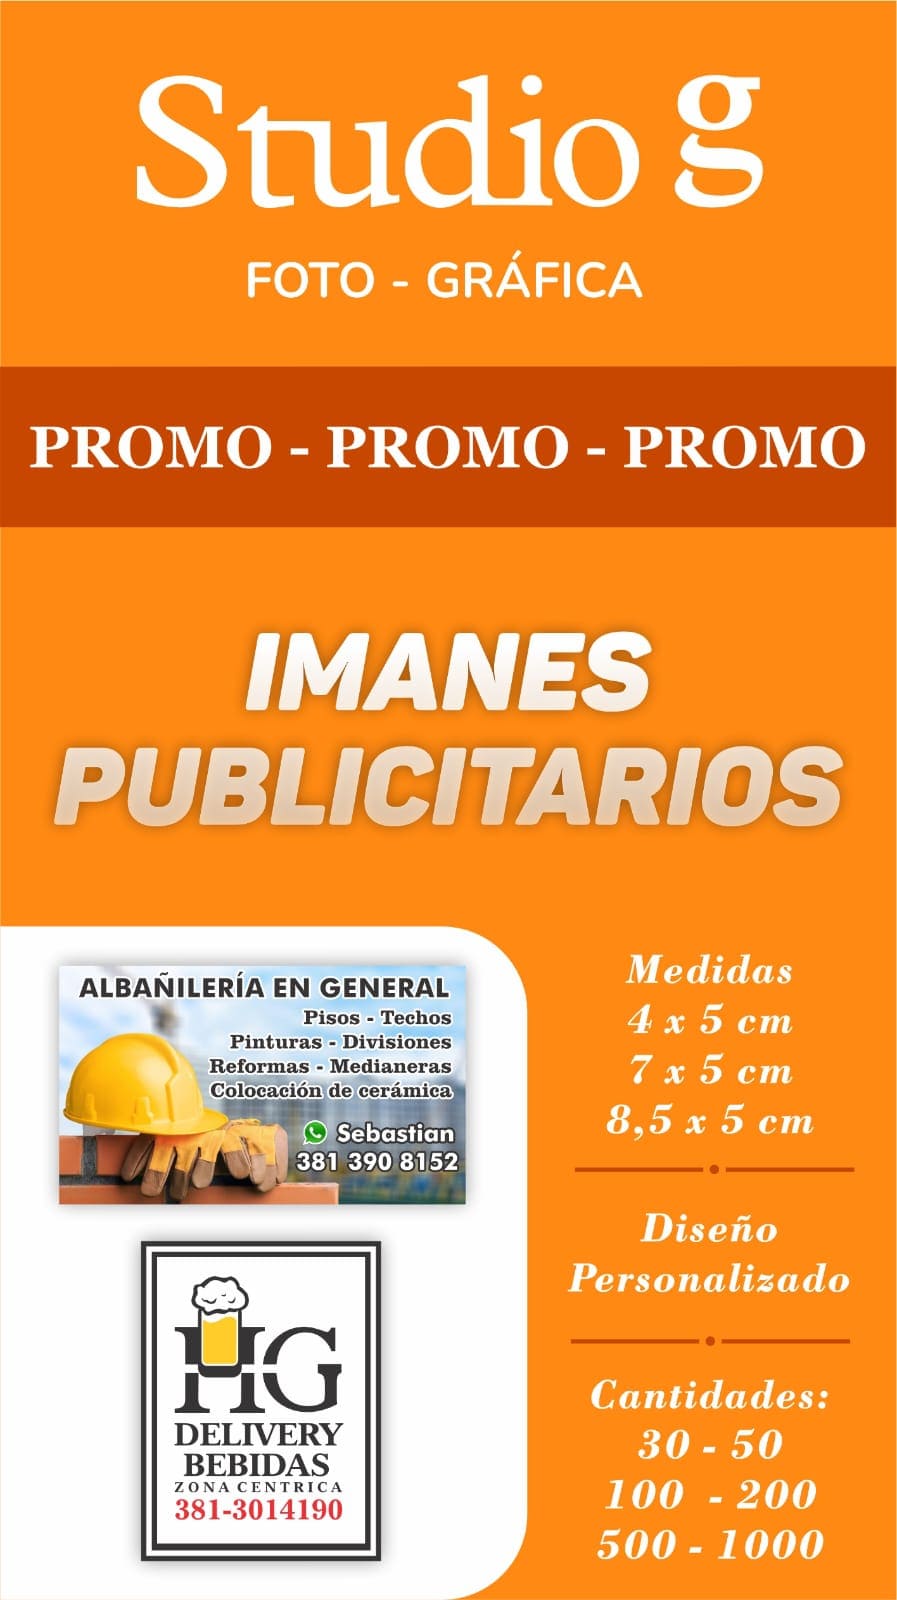 Studio g
FOTO - GRÁFICA
PROMO - PROMO - PROMO
IMANES
PUBLICITARIOS
ALBAÑILERÍA EN GENERAL
Pisos - Techos
Pinturas - Divisiones
Reformas - Medianeras
Colocación de cerámica
Sebastian
381 390 8152
HG
DELIVERY
BEBIDAS
ZONA CENTRICA
381-3014190
Medidas
4 x 5 cm
7 x 5 cm
8,5 x 5 cm
Diseño
Personalizado
Cantidades:
30 - 50
100 - 200
500 - 1000